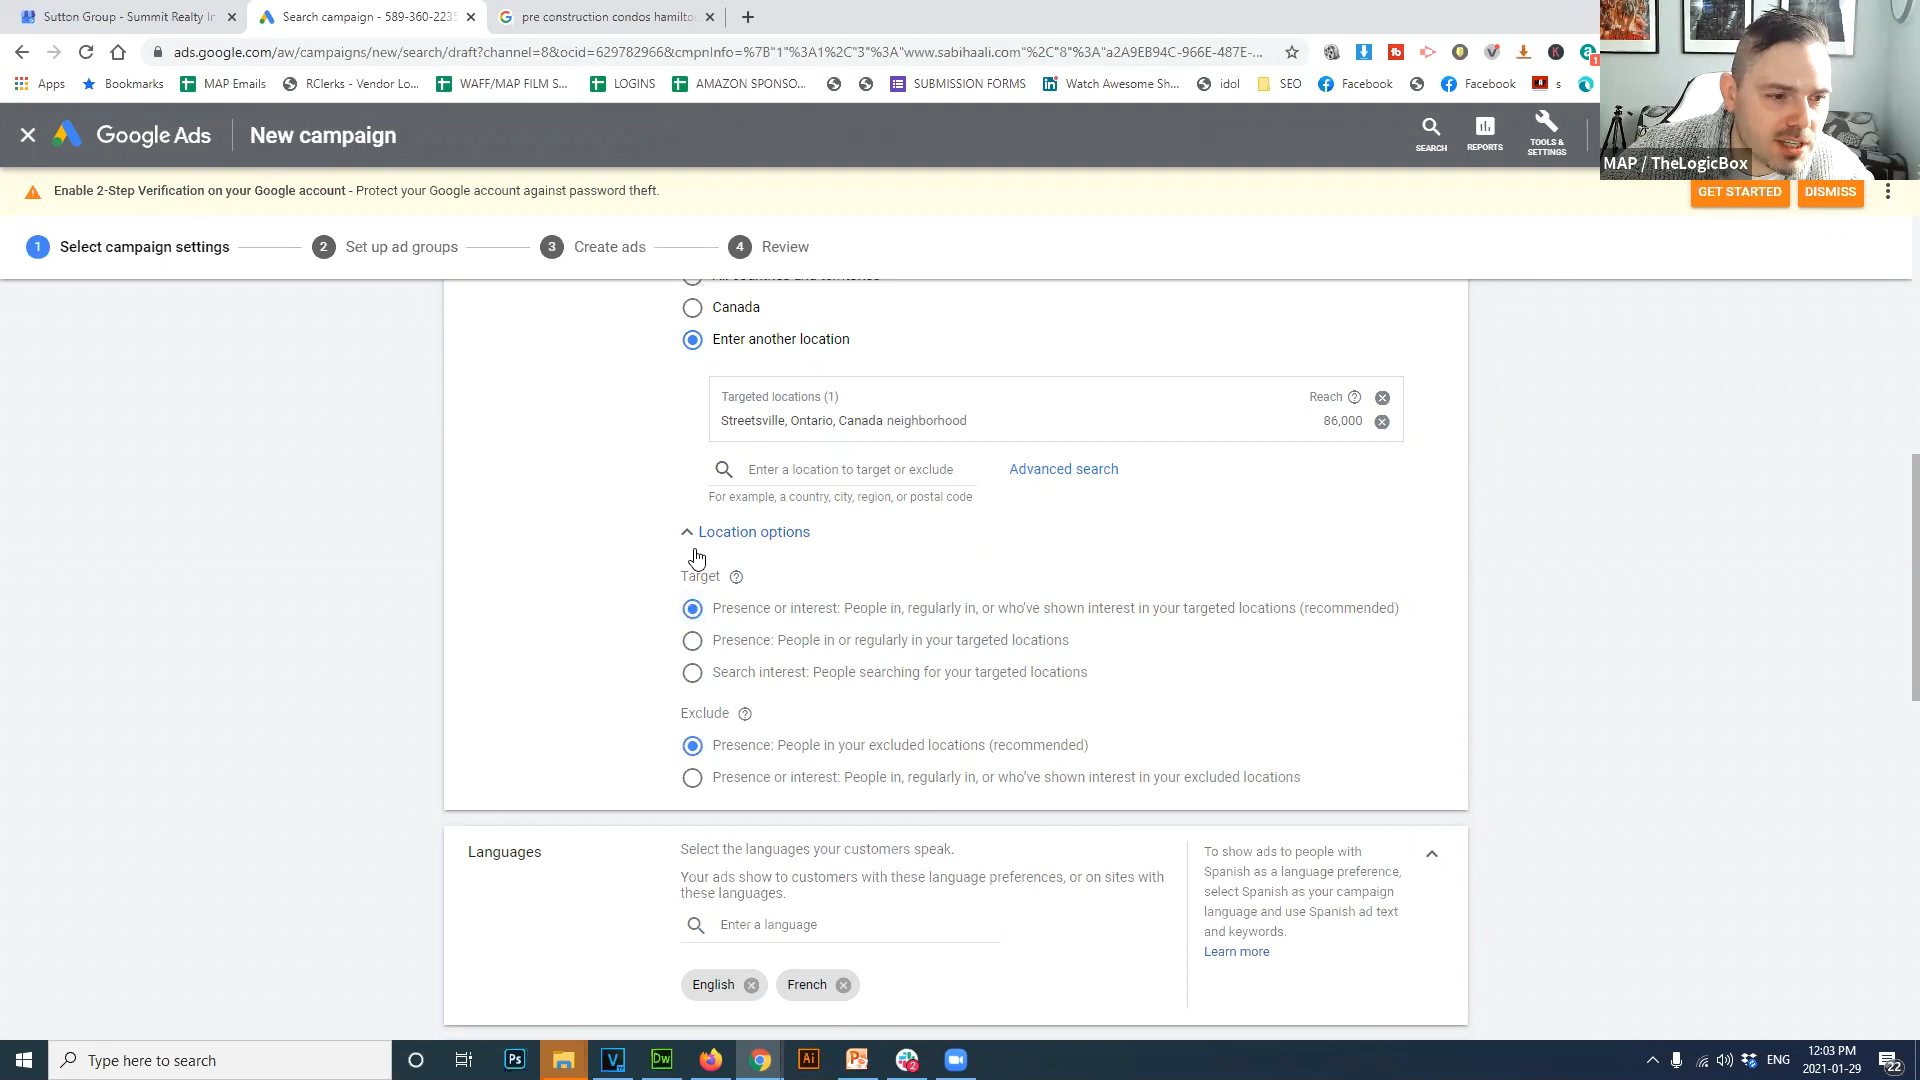 Sutton Group - Summit Realty In
Search campaign - 589-360-2235
pre construction condos hamilto
ads.google.com/aw/campaigns/new/search/draft?channel=8&ocid=629782966&cmpnInfo=%7B"1"%3A1%2C"3"%3A"www.sabihaali.com"%2C"8"%3A"a2A9EB94C-966E-487E-...
Apps
Bookmarks
MAP Emails
RClerks - Vendor Lo...
WAFF/MAP FILM S...
LOGINS
AMAZON SPONSO...
SUBMISSION FORMS
Watch Awesome Sh...
idol
SEO
Facebook
Facebook
s
Google Ads
New campaign
SEARCH
REPORTS
TOOLS &
SETTINGS
MAP / TheLogicBox
Enable 2-Step Verification on your Google account - Protect your Google account against password theft.
GET STARTED
DISMISS
1 Select campaign settings
2 Set up ad groups
3 Create ads
4 Review
Canada
Enter another location
Targeted locations (1)
Reach
Streetsville, Ontario, Canada neighborhood
86,000
Enter a location to target or exclude
Advanced search
For example, a country, city, region, or postal code
Location options
Target
Presence or interest: People in, regularly in, or who've shown interest in your targeted locations (recommended)
Presence: People in or regularly in your targeted locations
Search interest: People searching for your targeted locations
Exclude
Presence: People in your excluded locations (recommended)
Presence or interest: People in, regularly in, or who've shown interest in your excluded locations
Languages
Select the languages your customers speak.
Your ads show to customers with these language preferences, or on sites with
these languages.
Enter a language
English
French
To show ads to people with
Spanish as a language preference,
select Spanish as your campaign
language and use Spanish ad text
and keywords.
Learn more
Type here to search
Ps
Dw
Ai
ENG
12:03 PM
2021-01-29
22